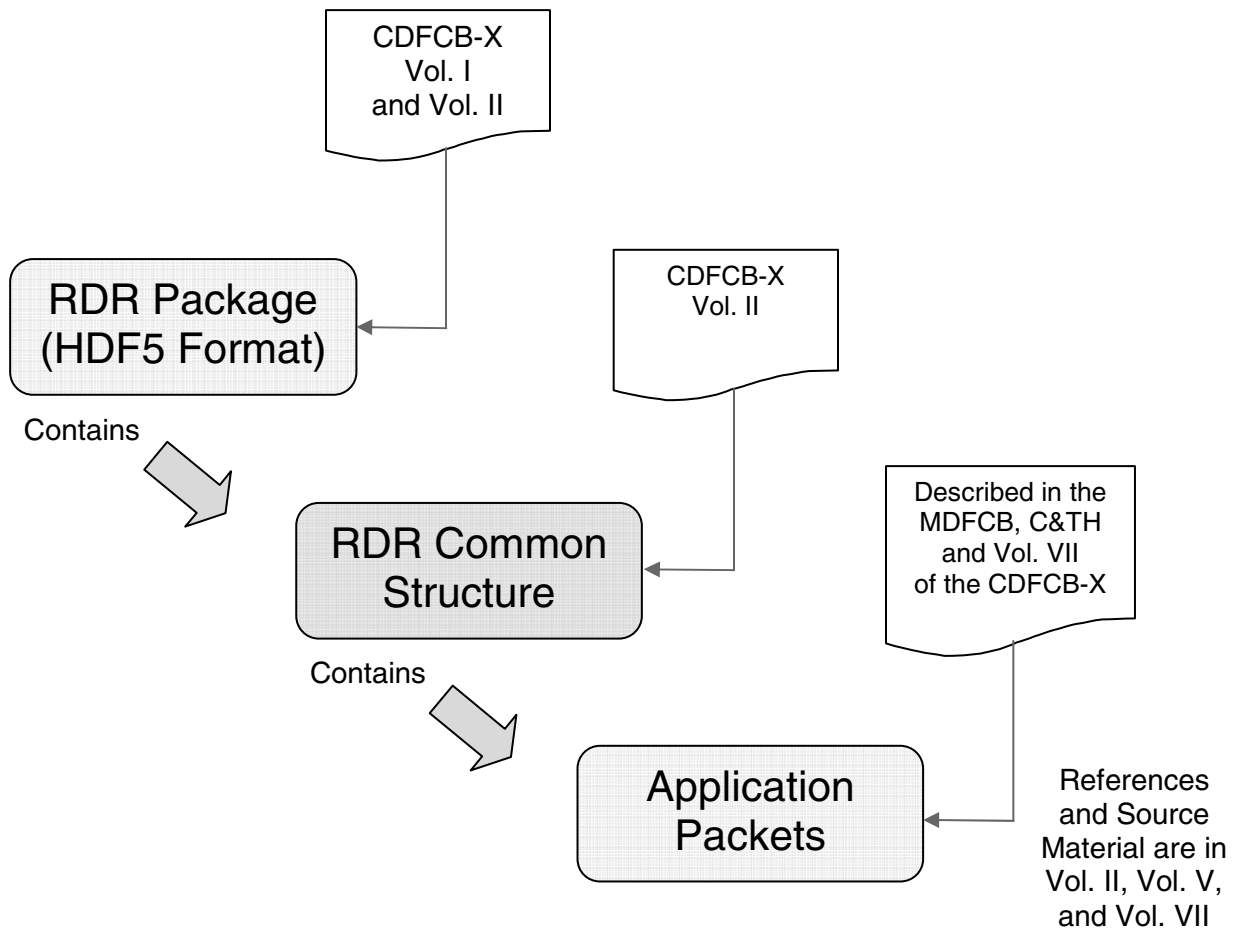 CDFCB-X
Vol. I
and Vol. II
RDR Package
(HDF5 Format)
CDFCB-X
Vol. II
Contains
RDR Common
Structure
Described in the
MDFCB, C&TH
and Vol. VII
of the CDFCB-X
Contains
Application
Packets
References
and Source
Material are in
Vol. II, Vol. V,
and Vol. VII